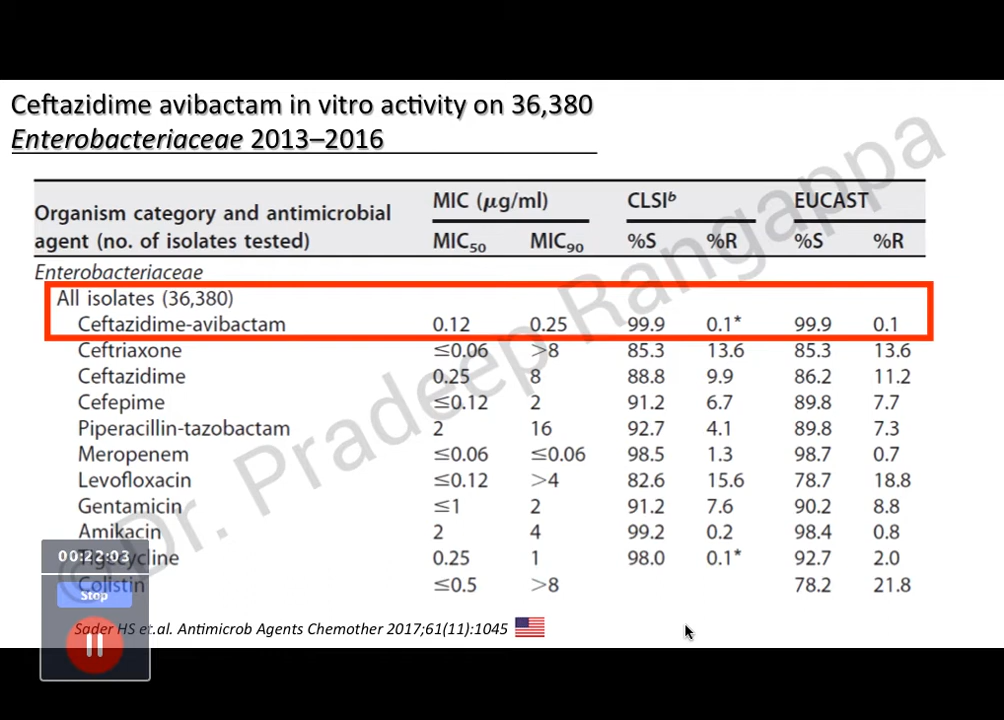 Ceftazidime avibactam in vitro activity on 36,380
Enterobacteriaceae 2013–2016
Organism category and antimicrobial
agent (no. of isolates tested)
MIC (μg/ml) CLSIᵇ EUCAST
MIC₅₀ MIC₉₀ %S %R %S %R
Enterobacteriaceae
All isolates (36,380)
Ceftazidime-avibactam 0.12 0.25 99.9 0.1* 99.9 0.1
Ceftriaxone ≤0.06 >8 85.3 13.6 85.3 13.6
Ceftazidime 0.25 8 88.8 9.9 86.2 11.2
Cefepime ≤0.12 2 91.2 6.7 89.8 7.7
Piperacillin-tazobactam 2 16 92.7 4.1 89.8 7.3
Meropenem ≤0.06 ≤0.06 98.5 1.3 98.7 0.7
Levofloxacin ≤0.12 >4 82.6 15.6 78.7 18.8
Gentamicin ≤1 2 91.2 7.6 90.2 8.8
Amikacin 2 4 99.2 0.2 98.4 0.8
Tigecycline 0.25 1 98.0 0.1* 92.7 2.0
Colistin ≤0.5 >8 78.2 21.8
Sader HS et.al. Antimicrob Agents Chemother 2017;61(11):1045
©Dr. Pradeep Rangappa
00:22:03
Stop